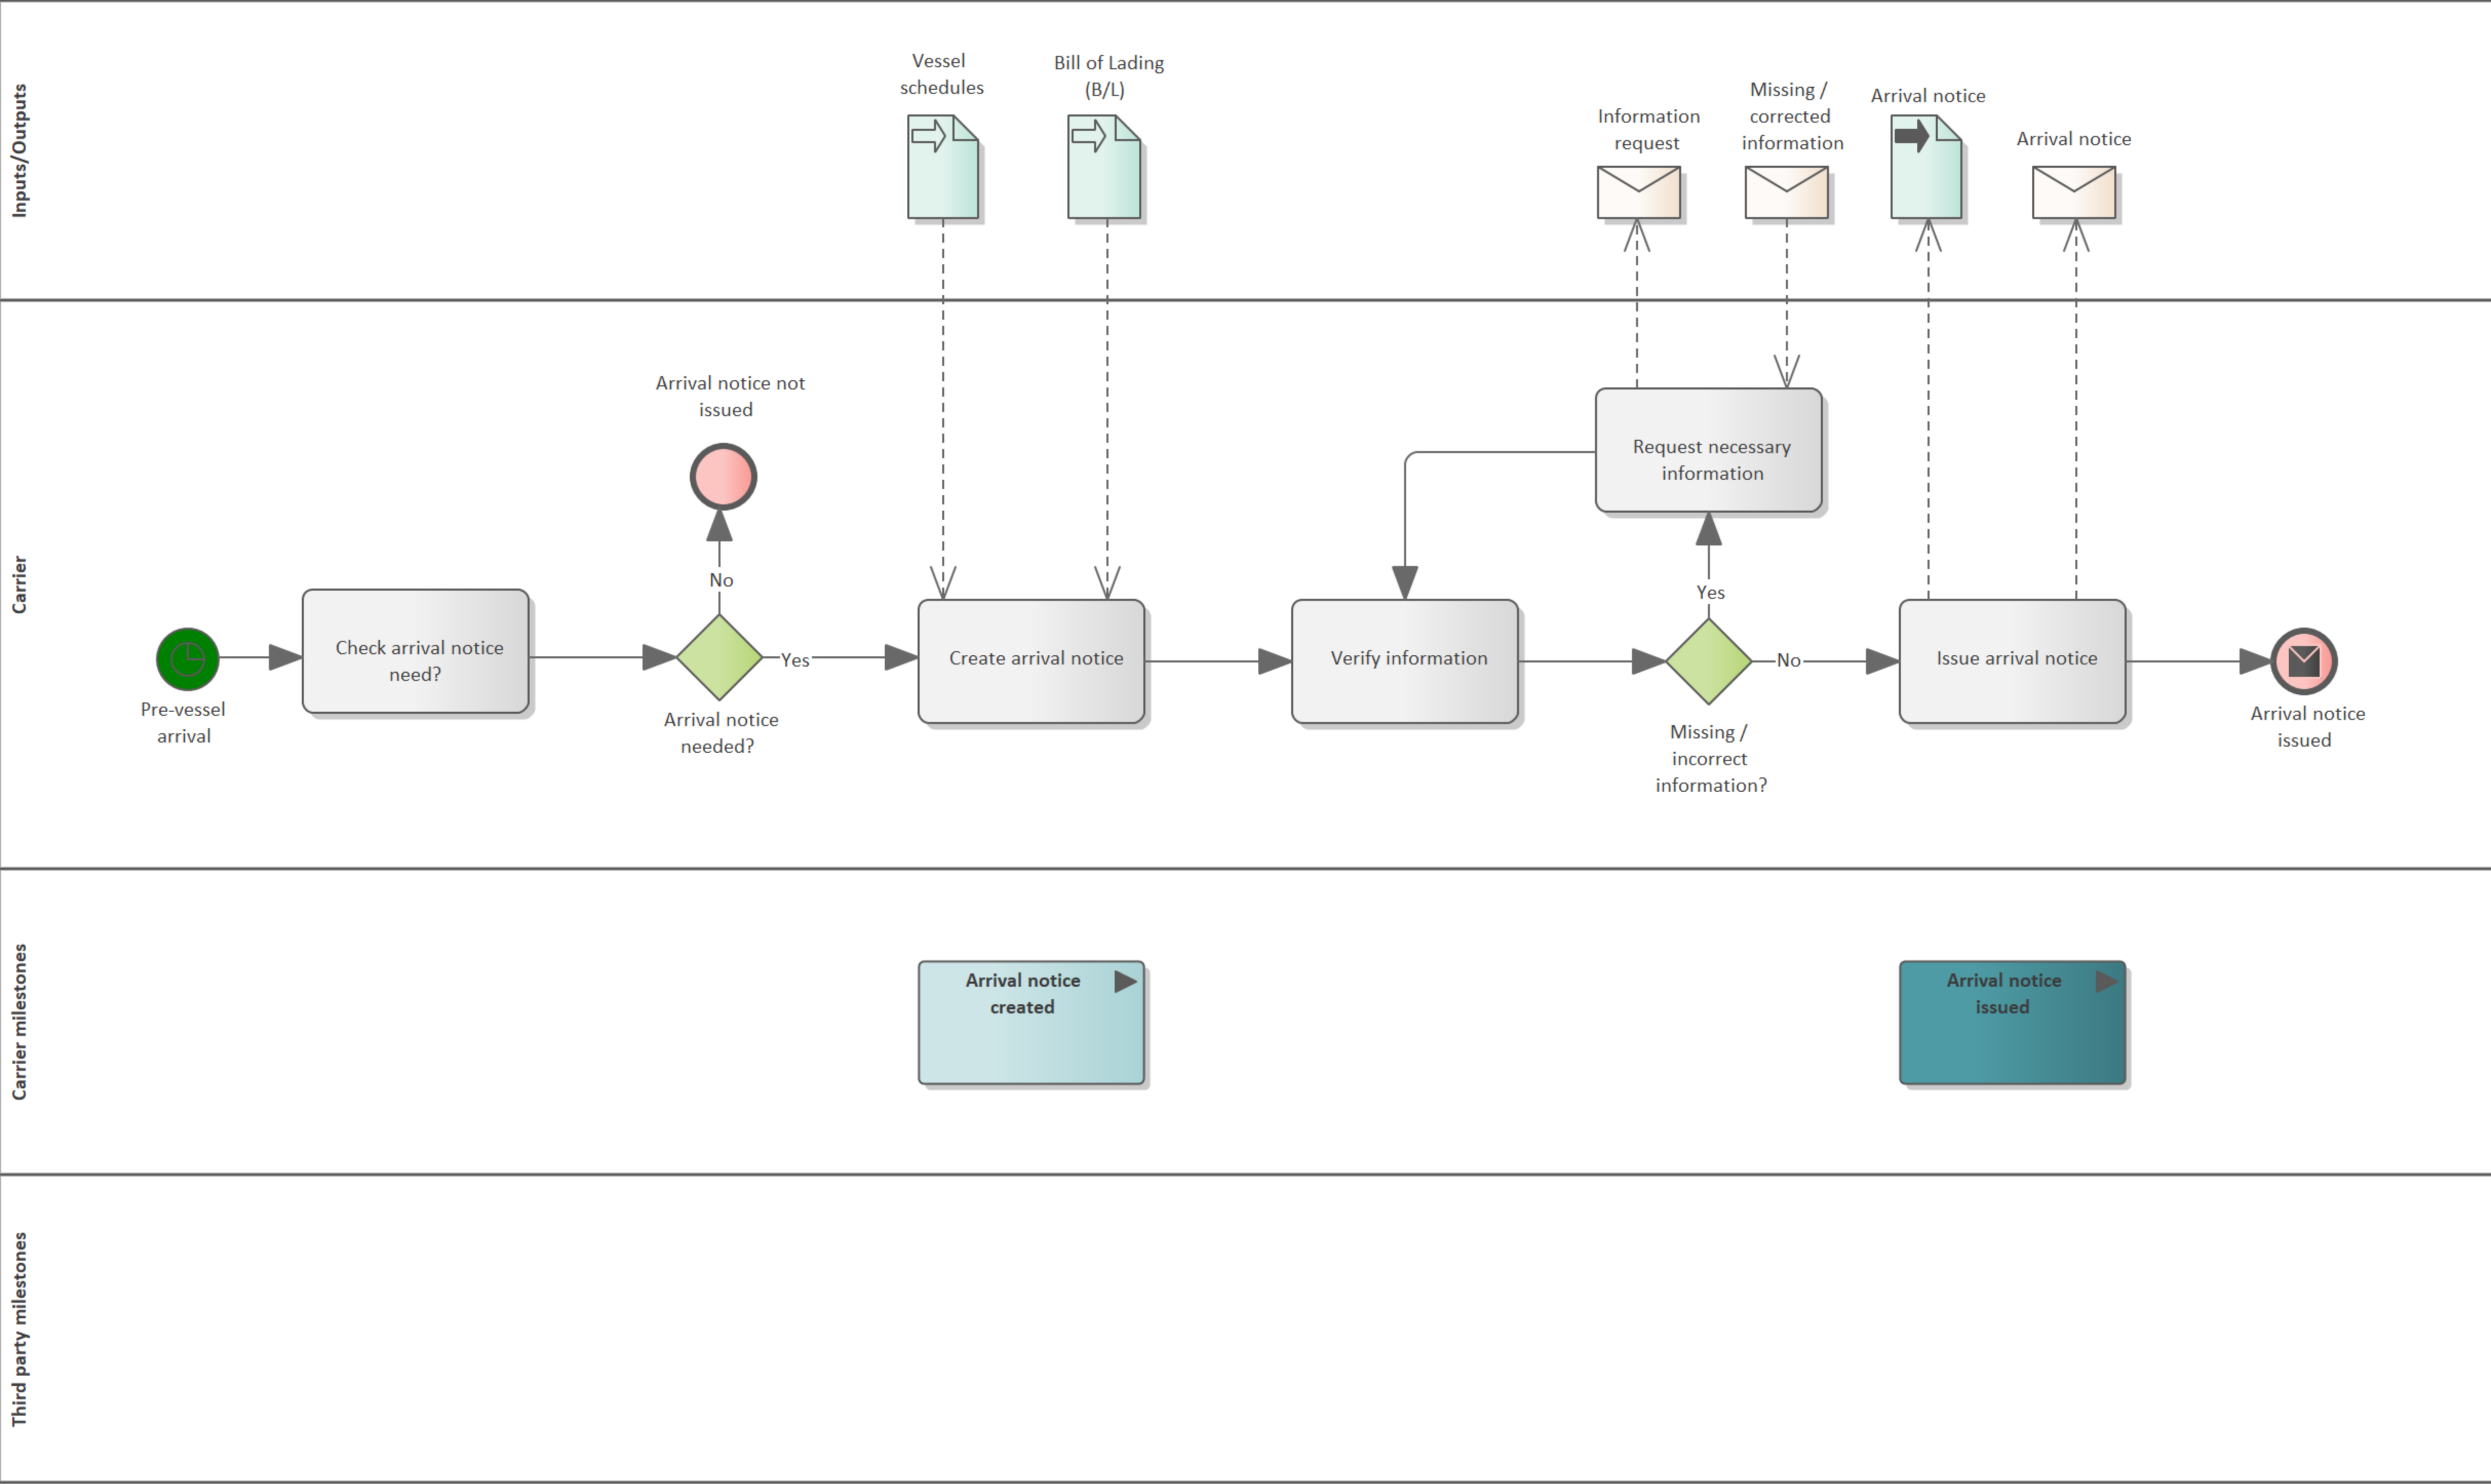 Inputs/Outputs
Vessel
schedules
Bill of Lading
(B/L)
Information
request
Missing /
corrected
information
Arrival notice
Arrival notice
Carrier
Pre-vessel
arrival
Check arrival notice
need?
Arrival notice not
issued
No
Arrival notice
needed?
Yes
Create arrival notice
Verify information
Request necessary
information
Yes
Missing /
incorrect
information?
No
Issue arrival notice
Arrival notice
issued
Carrier milestones
Arrival notice
created
Arrival notice
issued
Third party milestones